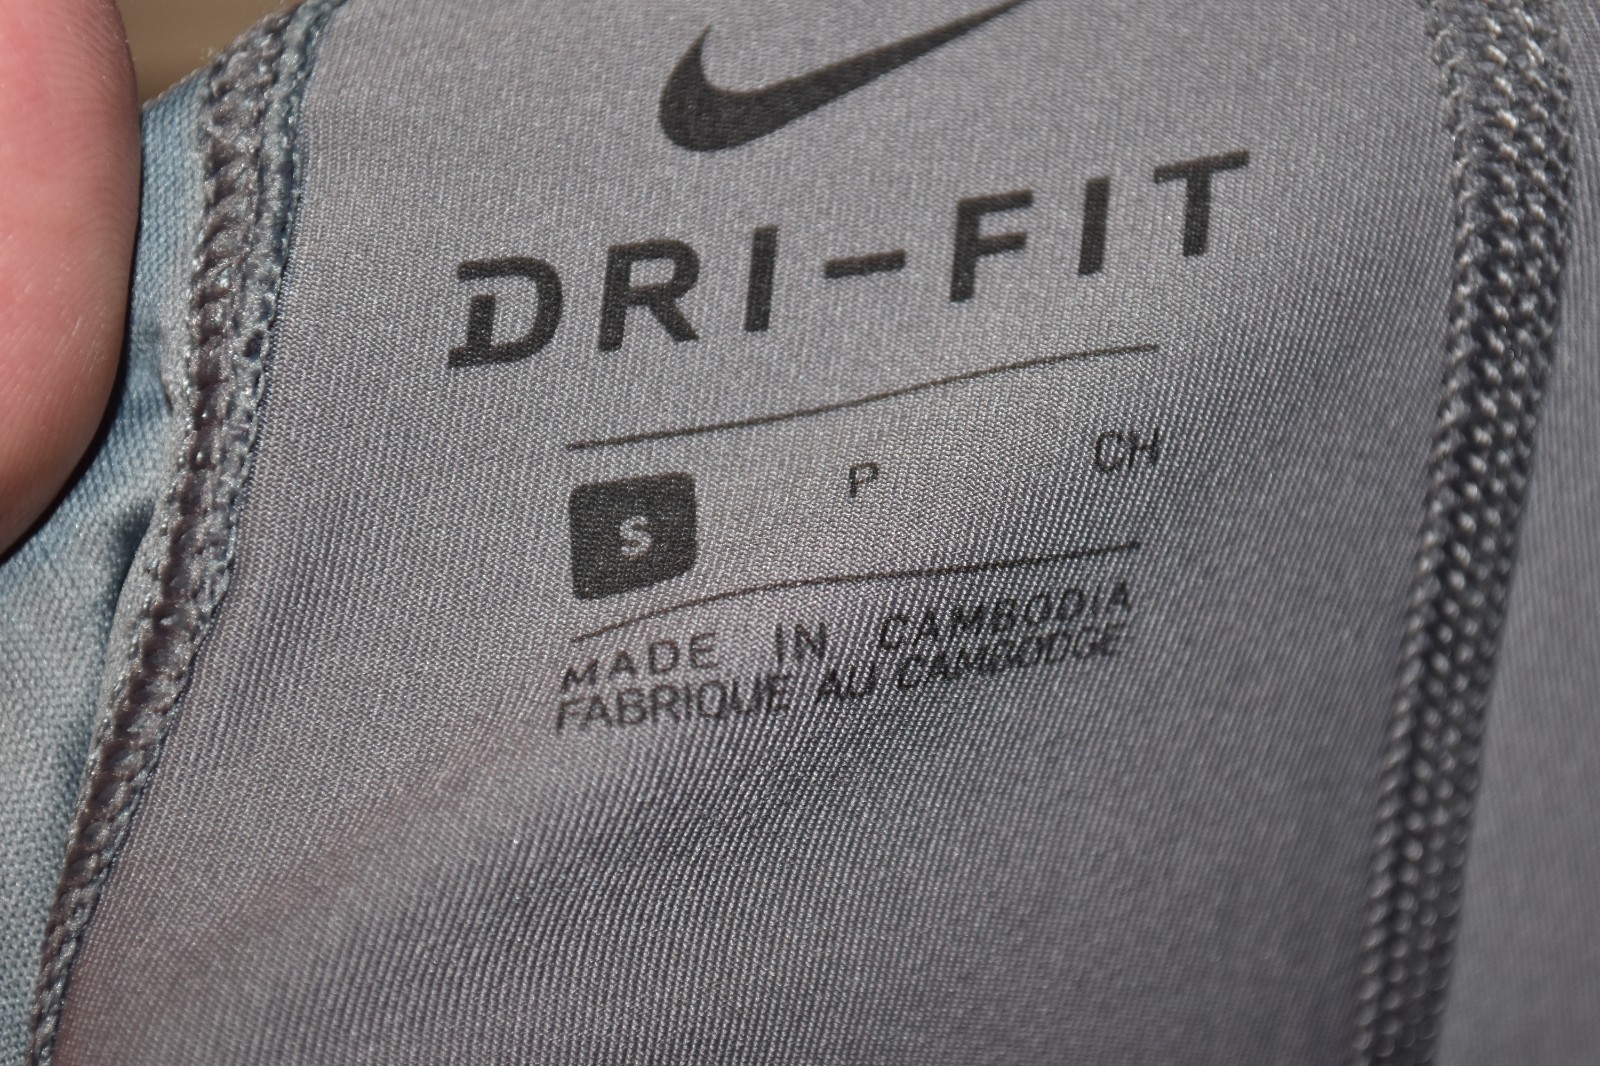 DRI-FIT
S P CH
MADE IN CAMBODIA
FABRIQUE AU CAMBODGE